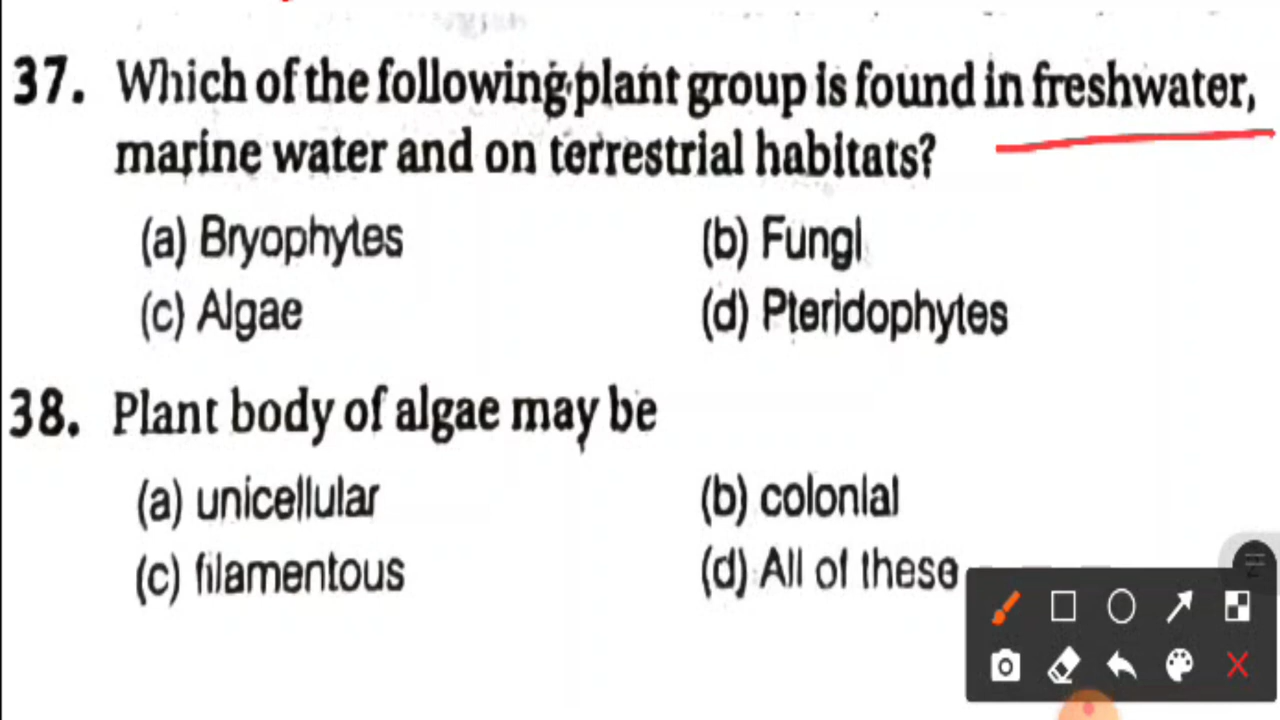 37. Which of the following plant group is found in freshwater,
marine water and on terrestrial habitats?
(a) Bryophytes (b) Fungi
(c) Algae (d) Pteridophytes
38. Plant body of algae may be
(a) unicellular (b) colonial
(c) filamentous (d) All of these